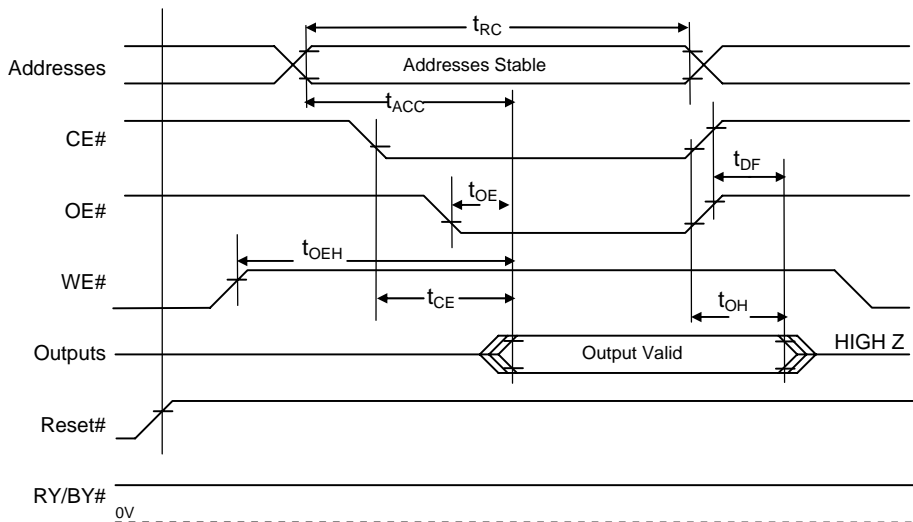 tRC
Addresses
Addresses Stable
tACC
CE#
tDF
tOE
OE#
tOEH
WE#
tCE
tOH
Outputs
Output Valid
HIGH Z
Reset#
RY/BY#
0V